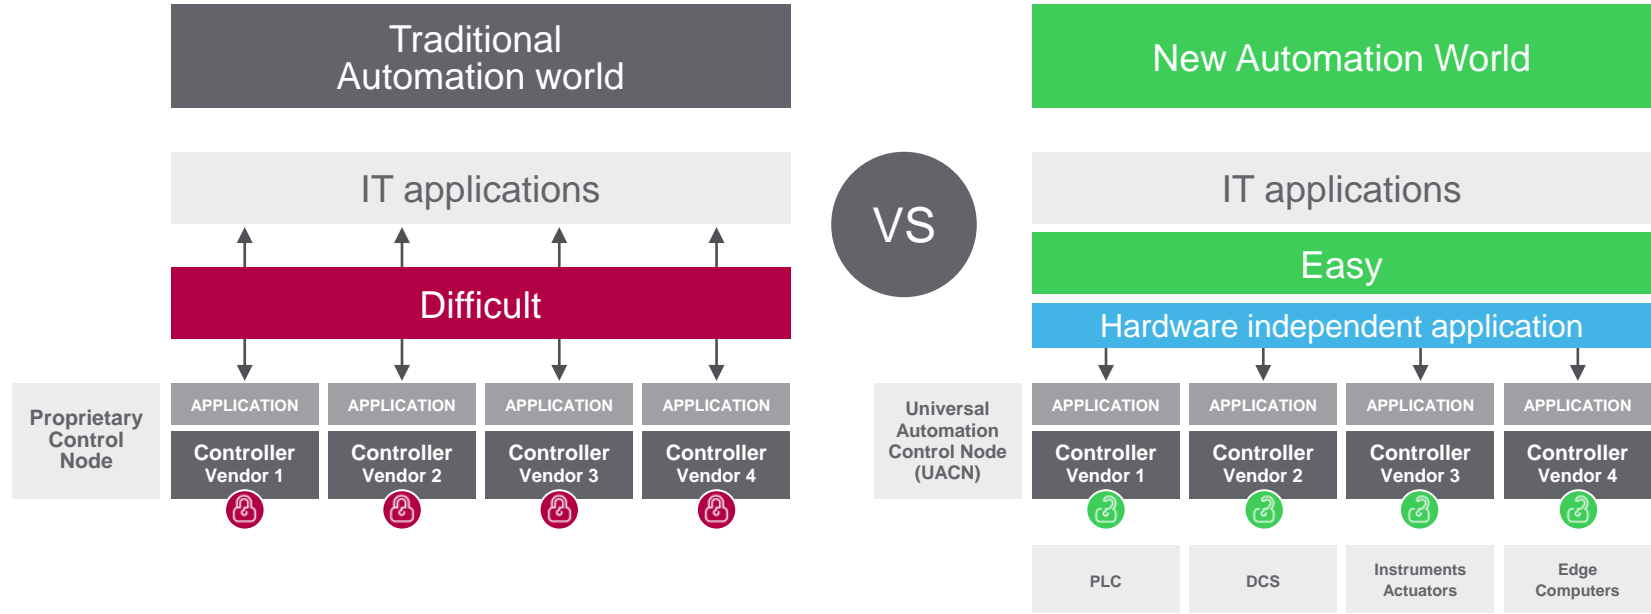 Traditional
Automation world
IT applications
Difficult
Proprietary
Control
Node
APPLICATION
Controller
Vendor 1
APPLICATION
Controller
Vendor 2
APPLICATION
Controller
Vendor 3
APPLICATION
Controller
Vendor 4
VS
New Automation World
IT applications
Easy
Hardware independent application
Universal
Automation
Control Node
(UACN)
APPLICATION
Controller
Vendor 1
APPLICATION
Controller
Vendor 2
APPLICATION
Controller
Vendor 3
APPLICATION
Controller
Vendor 4
PLC
DCS
Instruments
Actuators
Edge
Computers